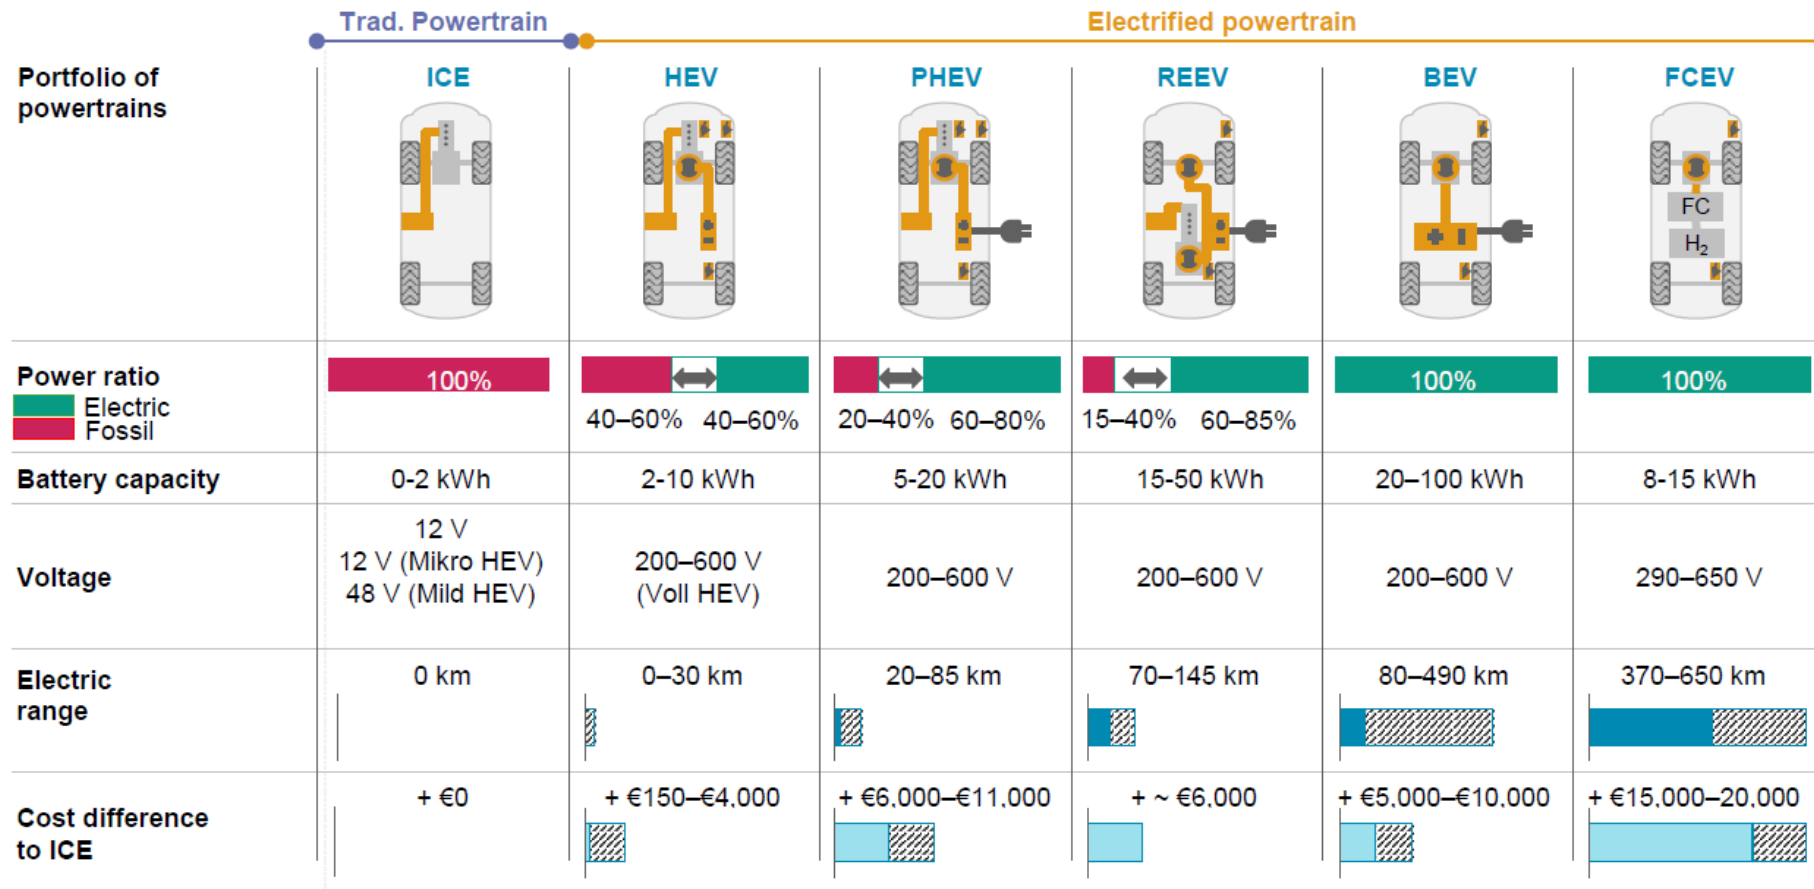 Trad. Powertrain
Electrified powertrain
Portfolio of
powertrains
ICE
HEV
PHEV
REEV
BEV
FCEV
FC
H₂
Power ratio
Electric
Fossil
100%
40–60% 40–60%
20–40% 60–80%
15–40% 60–85%
100%
100%
Battery capacity
0-2 kWh
2-10 kWh
5-20 kWh
15-50 kWh
20–100 kWh
8-15 kWh
Voltage
12 V
12 V (Mikro HEV)
48 V (Mild HEV)
200–600 V
(Voll HEV)
200–600 V
200–600 V
200–600 V
290–650 V
Electric
range
0 km
0–30 km
20–85 km
70–145 km
80–490 km
370–650 km
Cost difference
to ICE
+ €0
+ €150–€4,000
+ €6,000–€11,000
+ ~ €6,000
+ €5,000–€10,000
+ €15,000–20,000